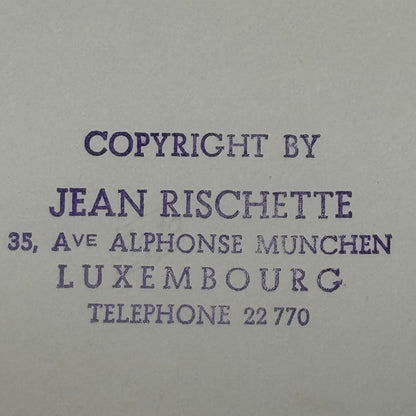 COPYRIGHT BY
JEAN RISCHETTE
35, AVE ALPHONSE MUNCHEN
LUXEMBOURG
TELEPHONE 22 770